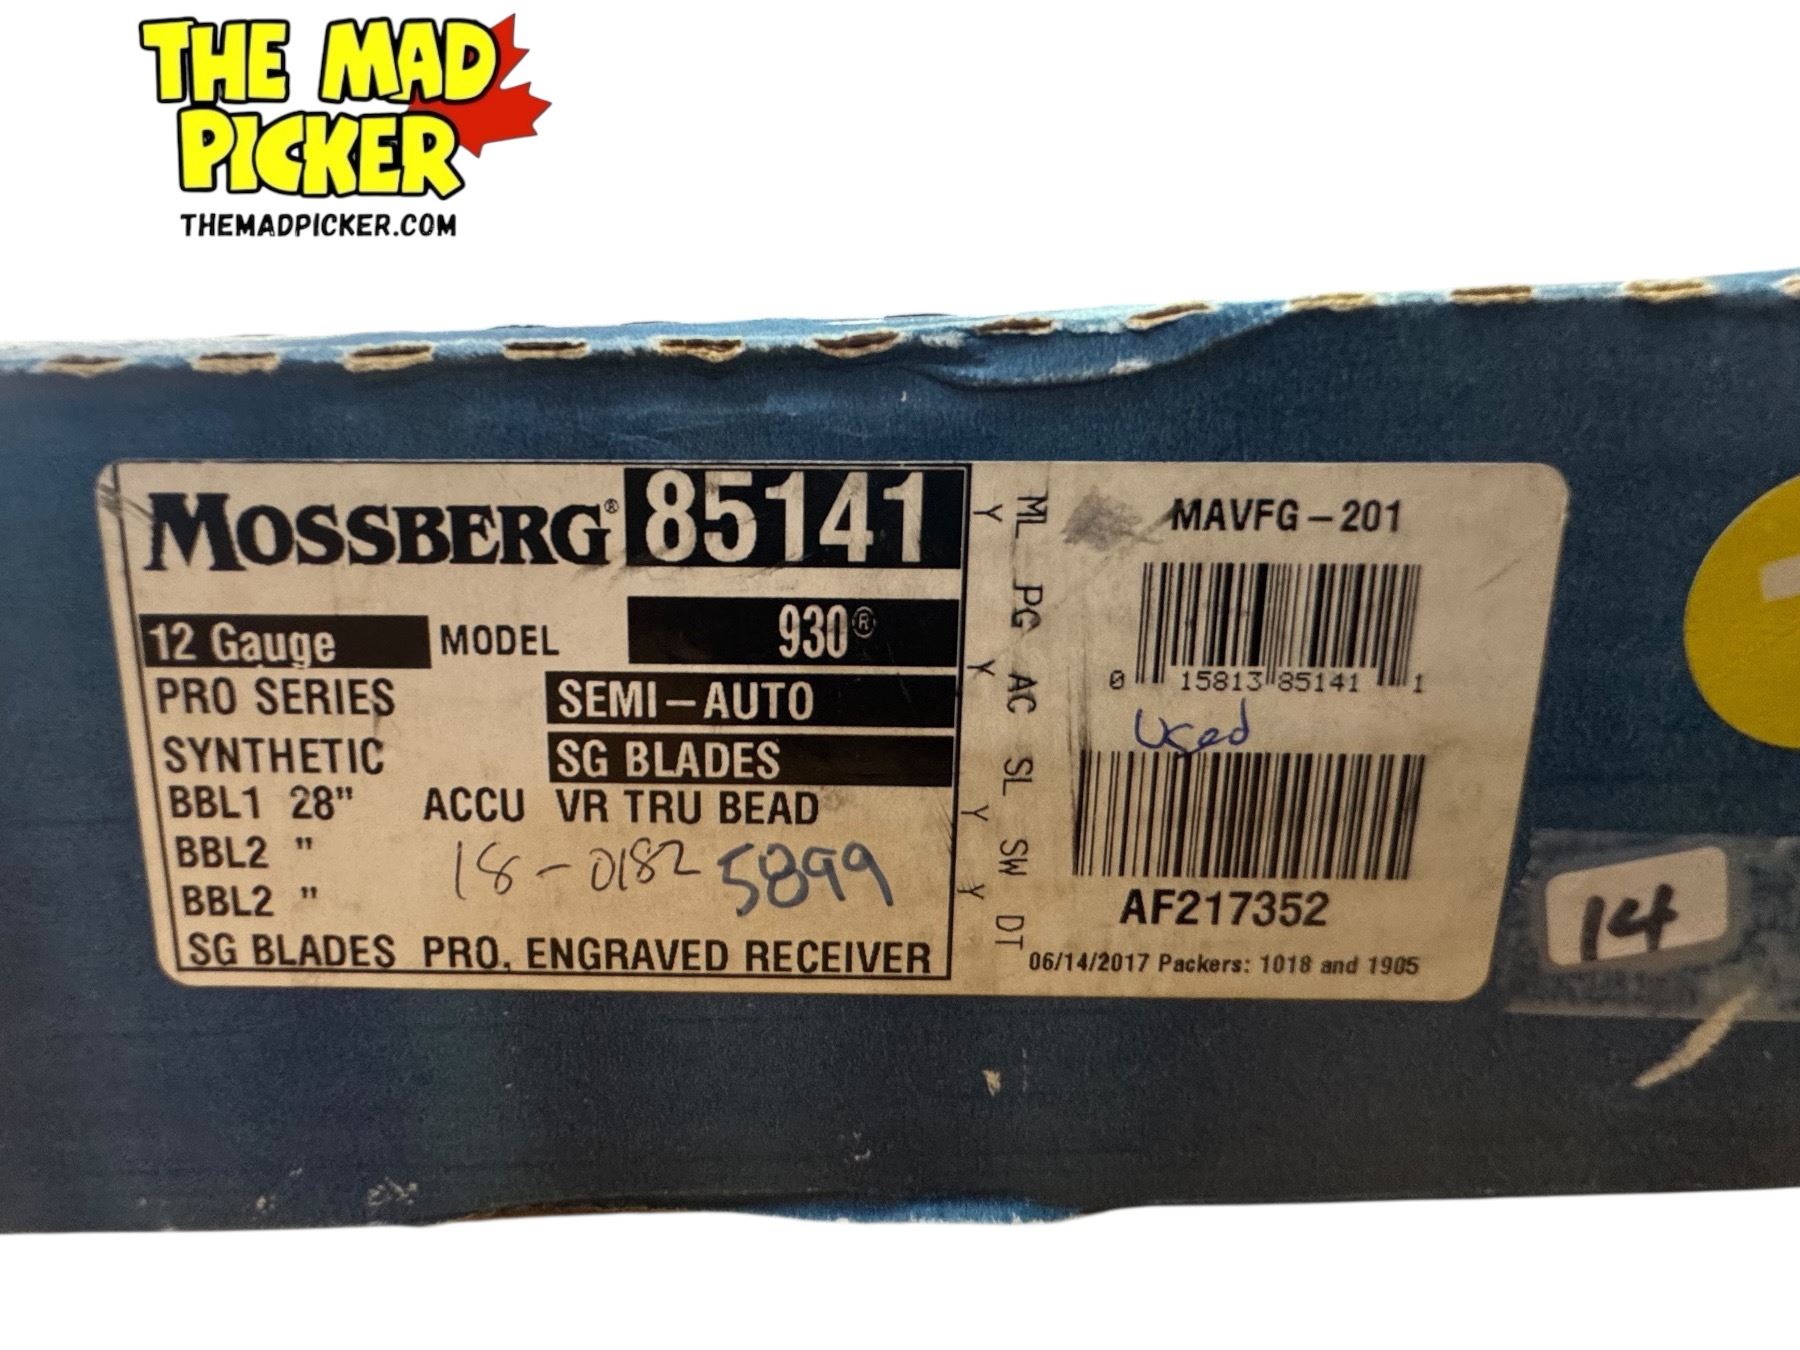 THE MAD
PICKER
THEMADPICKER.COM
MOSSBERG® 85141
12 Gauge MODEL 930®
PRO SERIES SEMI-AUTO
SYNTHETIC SG BLADES
BBL1 28" ACCU VR TRU BEAD
BBL2 "
BBL2 "
18-0182 5899
SG BLADES PRO, ENGRAVED RECEIVER
ML PG AC SL SW DT
Y Y Y Y
MAVFG-201
0 15813 85141 1
Used
AF217352
06/14/2017 Packers: 1018 and 1905
14